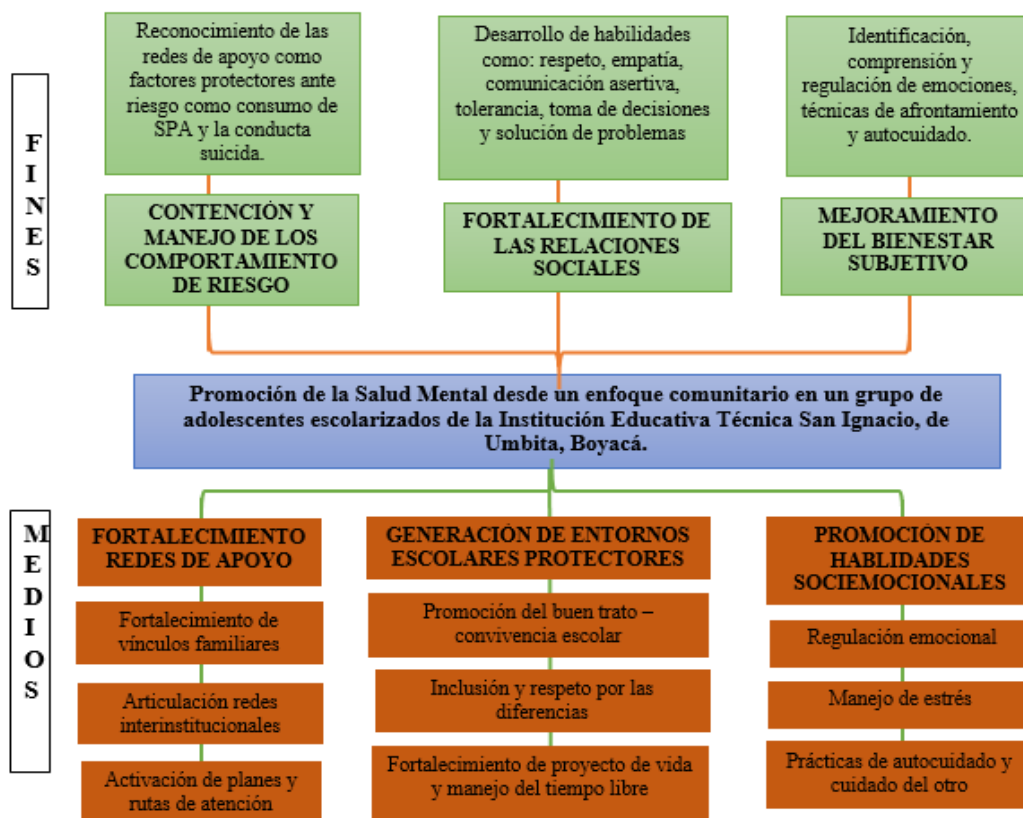 FINES
Reconocimiento de las
redes de apoyo como
factores protectores ante
riesgo como consumo de
SPA y la conducta
suicida.
Desarrollo de habilidades
como: respeto, empatía,
comunicación asertiva,
tolerancia, toma de decisiones
y solución de problemas
Identificación,
comprensión y
regulación de emociones,
técnicas de afrontamiento
y autocuidado.
CONTENCIÓN Y
MANEJO DE LOS
COMPORTAMIENTO
DE RIESGO
FORTALECIMIENTO DE
LAS RELACIONES
SOCIALES
MEJORAMIENTO
DEL BIENESTAR
SUBJETIVO
Promoción de la Salud Mental desde un enfoque comunitario en un grupo de
adolescentes escolarizados de la Institución Educativa Técnica San Ignacio, de
Umbita, Boyacá.
MEDIOS
FORTALECIMIENTO
REDES DE APOYO
Fortalecimiento de
vínculos familiares
Articulación redes
interinstitucionales
Activación de planes y
rutas de atención
GENERACIÓN DE ENTORNOS
ESCOLARES PROTECTORES
Promoción del buen trato –
convivencia escolar
Inclusión y respeto por las
diferencias
Fortalecimiento de proyecto de vida
y manejo del tiempo libre
PROMOCIÓN DE
HABLIDADES
SOCIEMOCIONALES
Regulación emocional
Manejo de estrés
Prácticas de autocuidado y
cuidado del otro